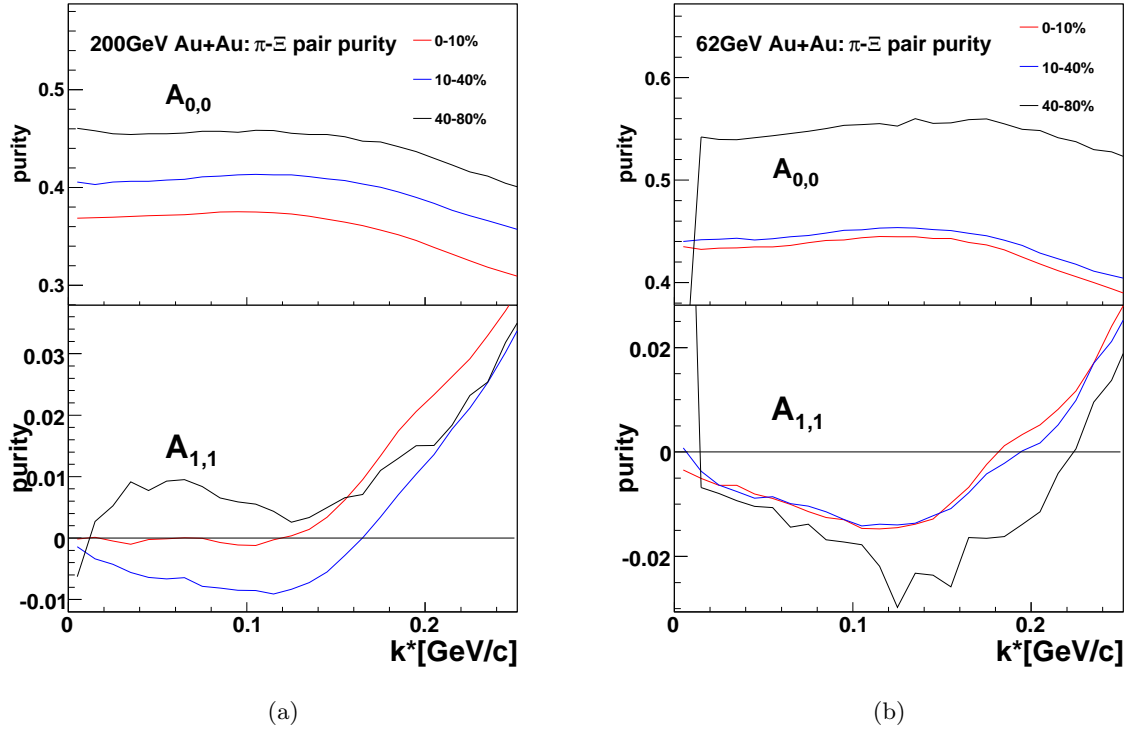 200GeV Au+Au: π-Ξ pair purity
0-10%
10-40%
40-80%
A0,0
purity
0.5
0.4
0.3
A1,1
purity
0.03
0.02
0.01
0
-0.01
0 0.1 0.2
k*[GeV/c]
(a)
62GeV Au+Au: π-Ξ pair purity
0-10%
10-40%
40-80%
A0,0
purity
0.6
0.5
0.4
A1,1
purity
0.02
0
-0.02
0 0.1 0.2
k*[GeV/c]
(b)